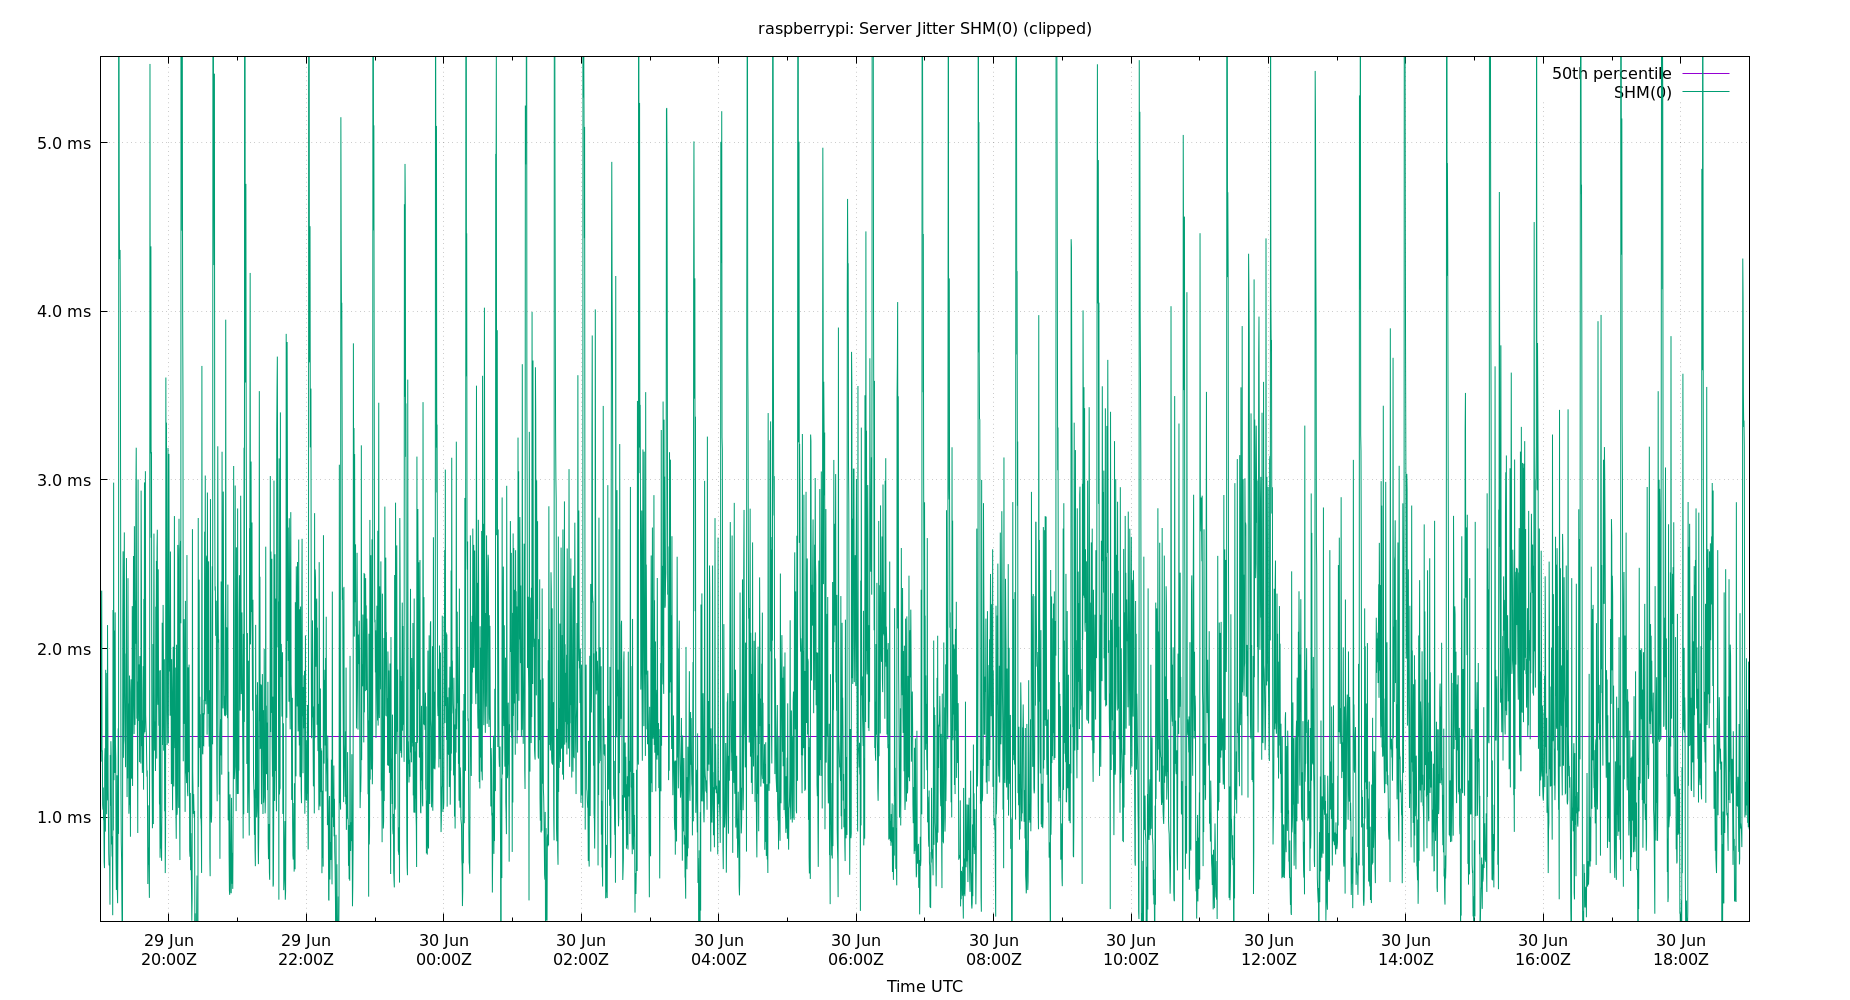 raspberrypi: Server Jitter SHM(0) (clipped)
50th percentile
SHM(0)
5.0 ms
4.0 ms
3.0 ms
2.0 ms
1.0 ms
29 Jun 29 Jun 30 Jun 30 Jun 30 Jun 30 Jun 30 Jun 30 Jun 30 Jun 30 Jun 30 Jun 30 Jun
20:00Z 22:00Z 00:00Z 02:00Z 04:00Z 06:00Z 08:00Z 10:00Z 12:00Z 14:00Z 16:00Z 18:00Z
Time UTC